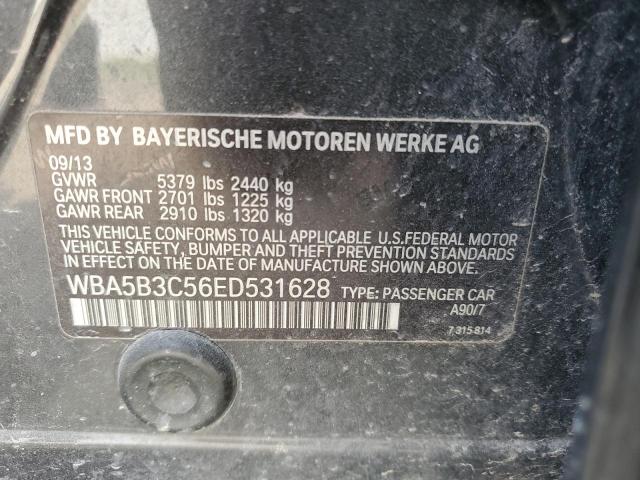 MFD BY BAYERISCHE MOTOREN WERKE AG
09/13
GVWR 5379 lbs 2440 kg
GAWR FRONT 2701 lbs 1225 kg
GAWR REAR 2910 lbs 1320 kg
THIS VEHICLE CONFORMS TO ALL APPLICABLE U.S.FEDERAL MOTOR
VEHICLE SAFETY, BUMPER AND THEFT PREVENTION STANDARDS
IN EFFECT ON THE DATE OF MANUFACTURE SHOWN ABOVE.
WBA5B3C56ED531628 TYPE: PASSENGER CAR
A90/7
7 315 814